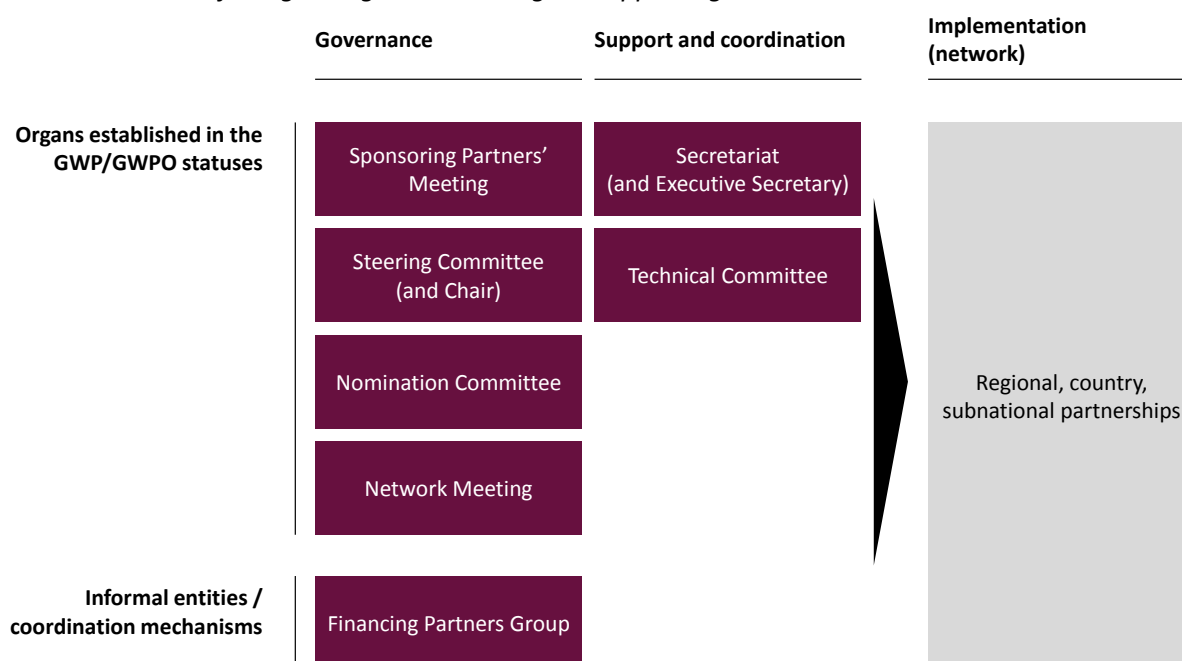 Governance
Support and coordination
Implementation
(network)
Organs established in the
GWP/GWPO statuses
Sponsoring Partners'
Meeting
Secretariat
(and Executive Secretary)
Steering Committee
(and Chair)
Technical Committee
Nomination Committee
Regional, country,
subnational partnerships
Network Meeting
Informal entities /
coordination mechanisms
Financing Partners Group